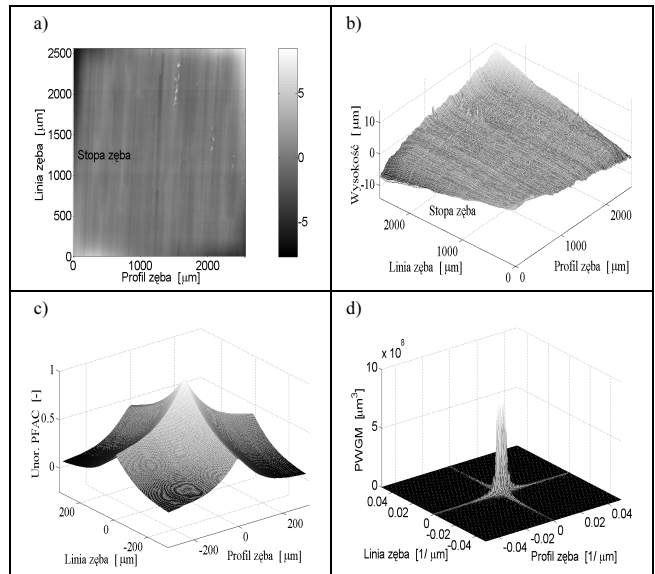 a)
2500
2000
1500
1000
500
0
Linia zęba [μm]
Stopa zęba
0 1000 2000
Profil zęba [μm]
5
0
-5
b)
10
0
-10
Wysokość [μm]
Stopa zęba
2000
1000
0
Linia zęba [μm]
0
1000
2000
Profil zęba [μm]
c)
1
0.5
0
Unor. PFAC [-]
200
0
-200
Linia zęba [μm]
-200
0
200
Profil zęba [μm]
d)
x 10⁸
10
5
0
PWGM [μm³]
0.04
0.02
0
-0.02
-0.04
Linia zęba [1/ μm]
-0.04
-0.02
0
0.02
0.04
Profil zęba [1/ μm]